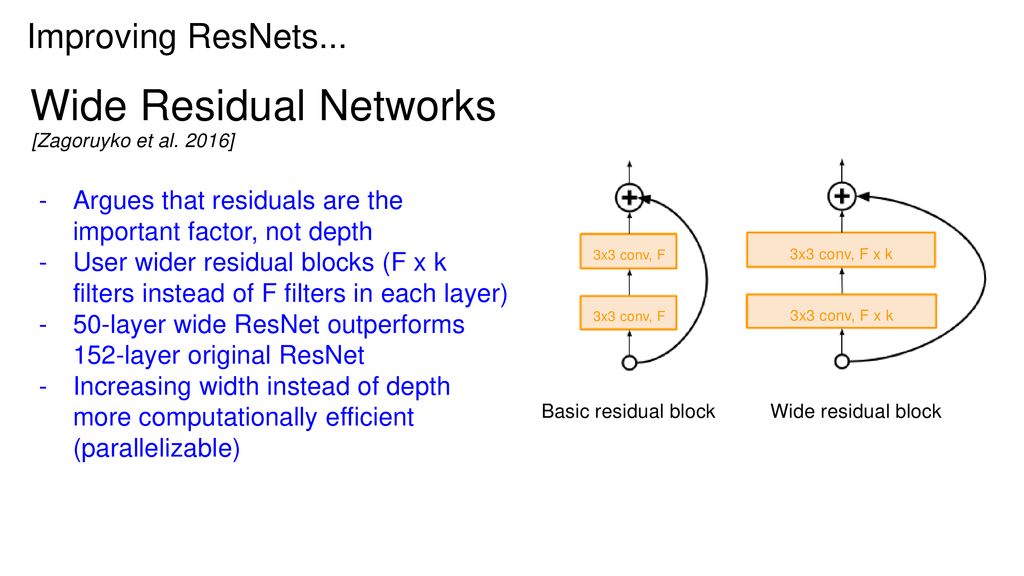 Improving ResNets...
Wide Residual Networks
[Zagoruyko et al. 2016]
- Argues that residuals are the
important factor, not depth
- User wider residual blocks (F x k
filters instead of F filters in each layer)
- 50-layer wide ResNet outperforms
152-layer original ResNet
- Increasing width instead of depth
more computationally efficient
(parallelizable)
3x3 conv, F
3x3 conv, F
Basic residual block
3x3 conv, F x k
3x3 conv, F x k
Wide residual block